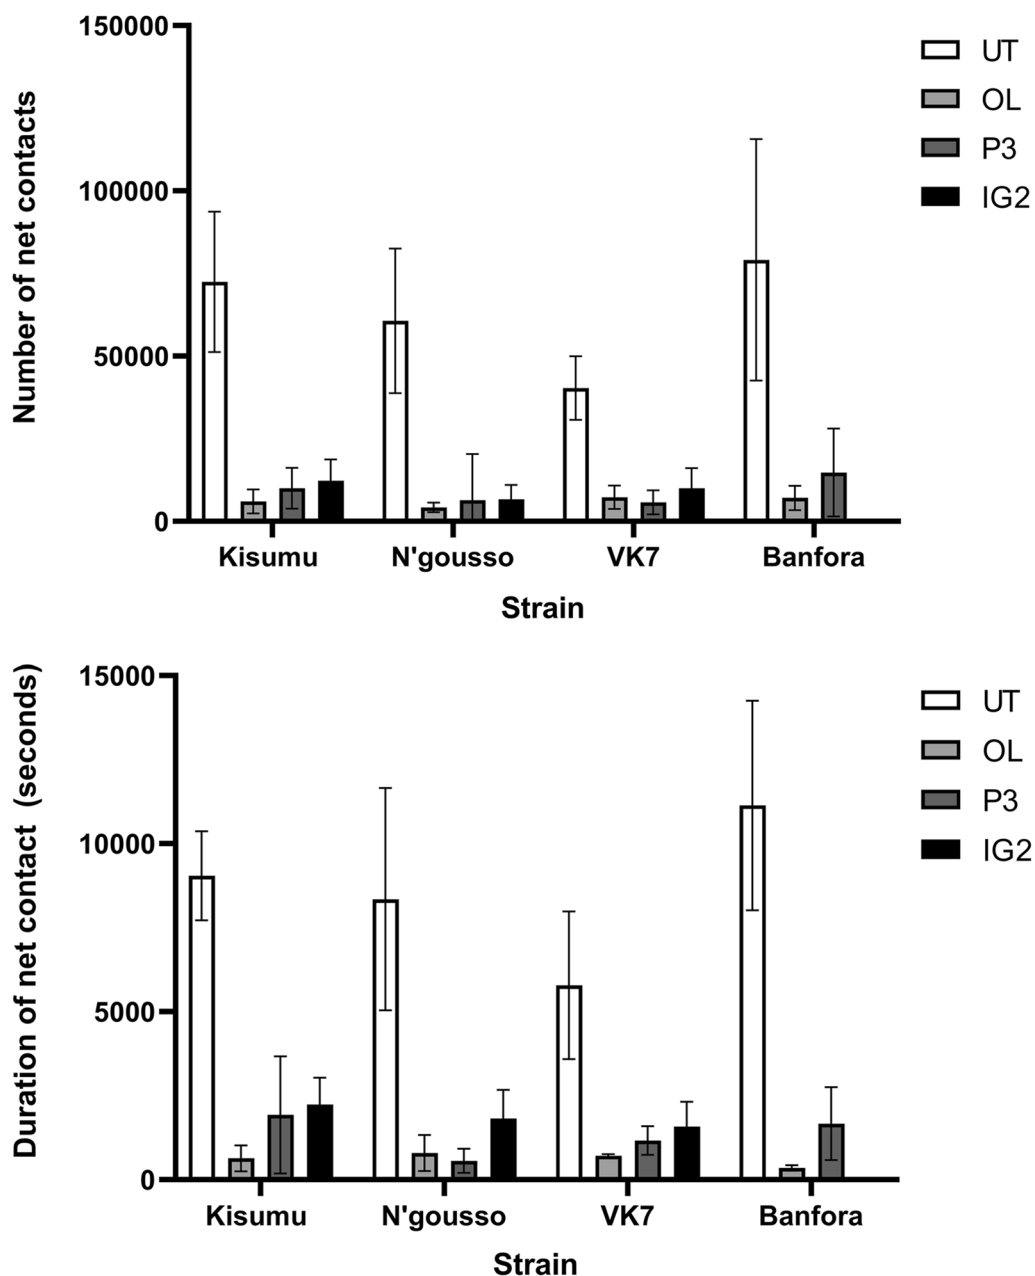 Number of net contacts
150000
100000
50000
0
Kisumu N'gousso VK7 Banfora
Strain
UT
OL
P3
IG2
Duration of net contact (seconds)
15000
10000
5000
0
Kisumu N'gousso VK7 Banfora
Strain
UT
OL
P3
IG2